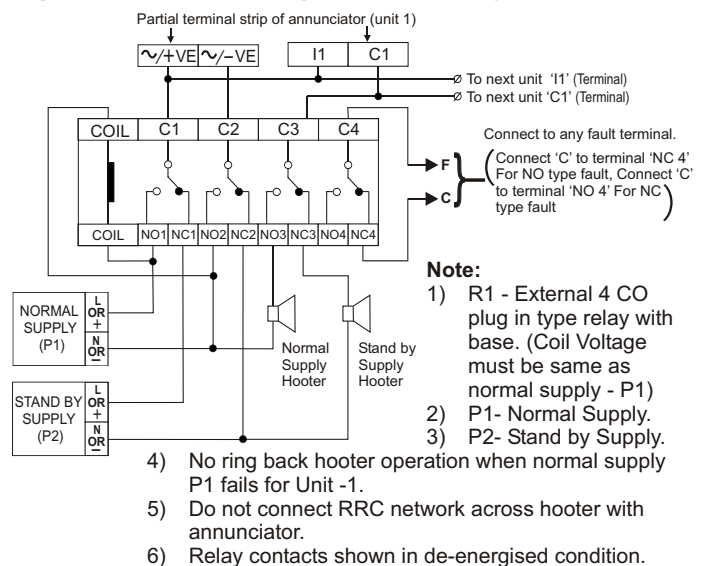 Partial terminal strip of annunciator (unit 1)
~/+VE ~/−VE I1 C1
To next unit 'I1' (Terminal)
To next unit 'C1' (Terminal)
COIL C1 C2 C3 C4
Connect to any fault terminal.
F
C
(Connect 'C' to terminal 'NC 4'
For NO type fault, Connect 'C'
to terminal 'NO 4' For NC
type fault)
COIL NO1 NC1 NO2 NC2 NO3 NC3 NO4 NC4
NORMAL
SUPPLY
(P1)
L
OR
+
N
OR
−
Normal
Supply
Hooter
Stand by
Supply
Hooter
STAND BY
SUPPLY
(P2)
L
OR
+
N
OR
−
Note:
1) R1 - External 4 CO
plug in type relay with
base. (Coil Voltage
must be same as
normal supply - P1)
2) P1- Normal Supply.
3) P2- Stand by Supply.
4) No ring back hooter operation when normal supply
P1 fails for Unit -1.
5) Do not connect RRC network across hooter with
annunciator.
6) Relay contacts shown in de-energised condition.